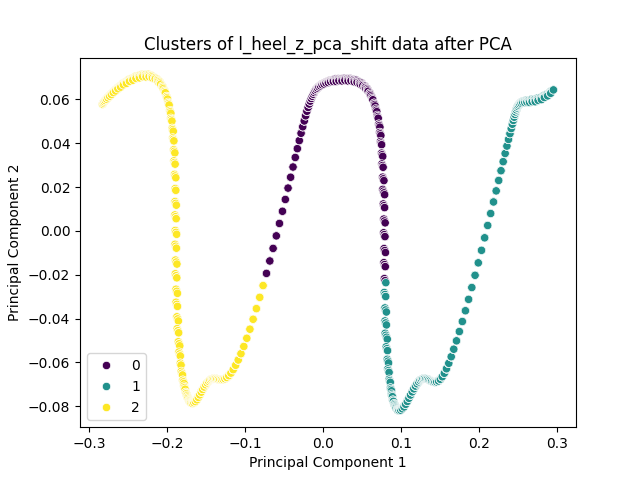 Clusters of l_heel_z_pca_shift data after PCA
Principal Component 2
0.06
0.04
0.02
0.00
−0.02
−0.04
−0.06
−0.08
0
1
2
−0.3 −0.2 −0.1 0.0 0.1 0.2 0.3
Principal Component 1